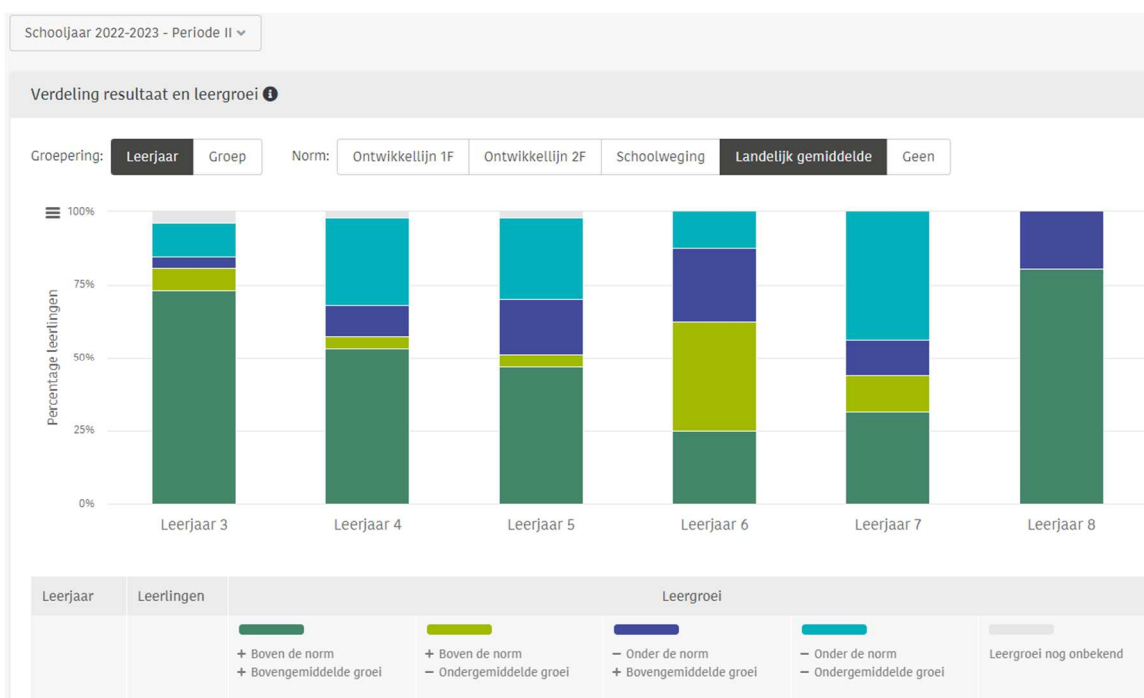 Schooljaar 2022-2023 - Periode II
Verdeling resultaat en leergroei
Groepering: Leerjaar Groep Norm: Ontwikkellijn 1F Ontwikkellijn 2F Schoolweging Landelijk gemiddelde Geen
100%
75%
50%
25%
0%
Percentage leerlingen
Leerjaar 3 Leerjaar 4 Leerjaar 5 Leerjaar 6 Leerjaar 7 Leerjaar 8
Leerjaar Leerlingen Leergroei
+ Boven de norm + Boven de norm − Onder de norm − Onder de norm Leergroei nog onbekend
+ Bovengemiddelde groei − Ondergemiddelde groei + Bovengemiddelde groei − Ondergemiddelde groei